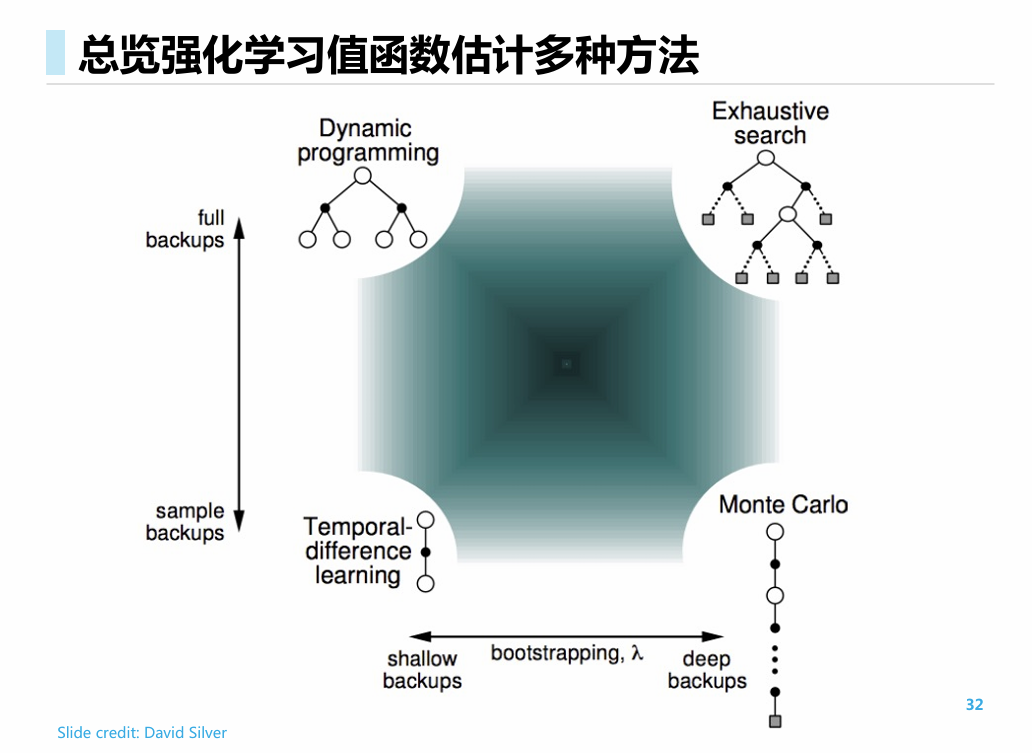 总览强化学习值函数估计多种方法
Dynamic
programming
Exhaustive
search
full
backups
sample
backups
Temporal-
difference
learning
Monte Carlo
shallow
backups
bootstrapping, λ
deep
backups
32
Slide credit: David Silver